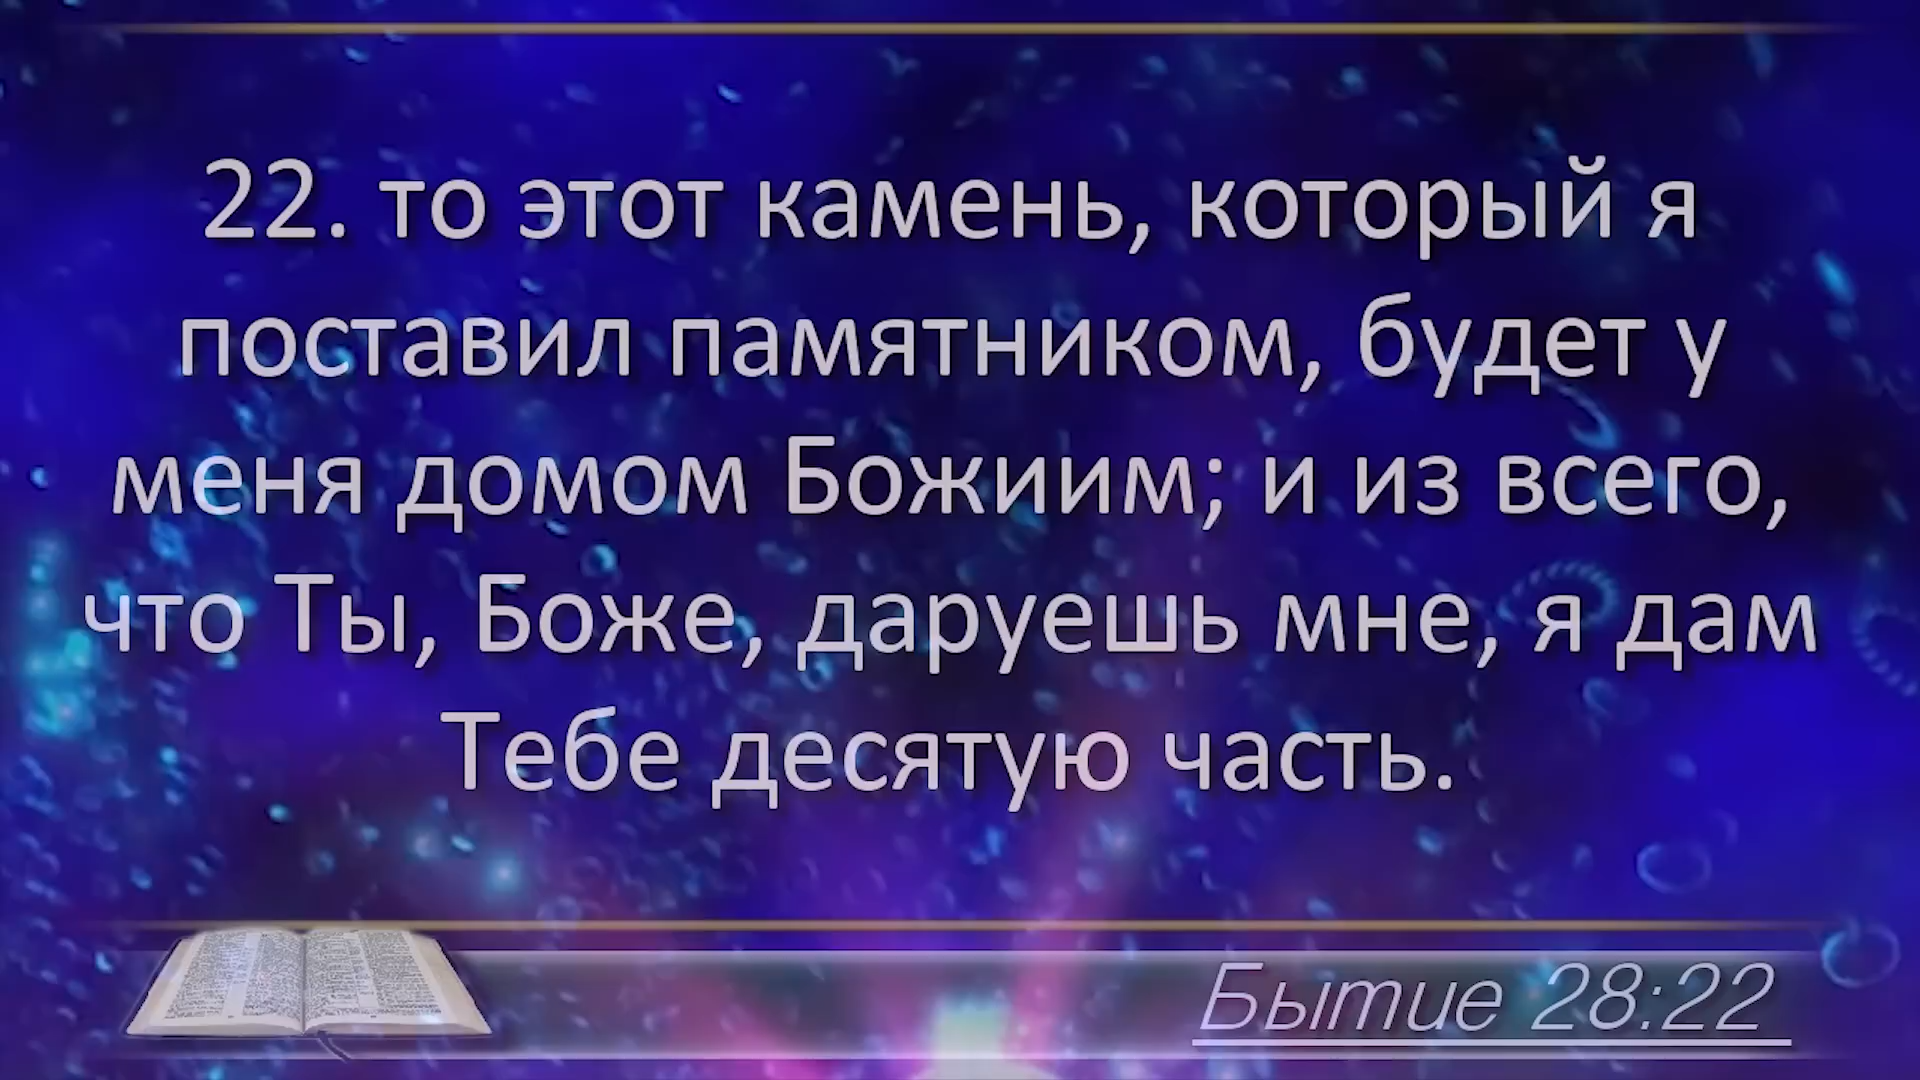 22. то этот камень, который я
поставил памятником, будет у
меня домом Божиим; и из всего,
что Ты, Боже, даруешь мне, я дам
Тебе десятую часть.
Бытие 28:22